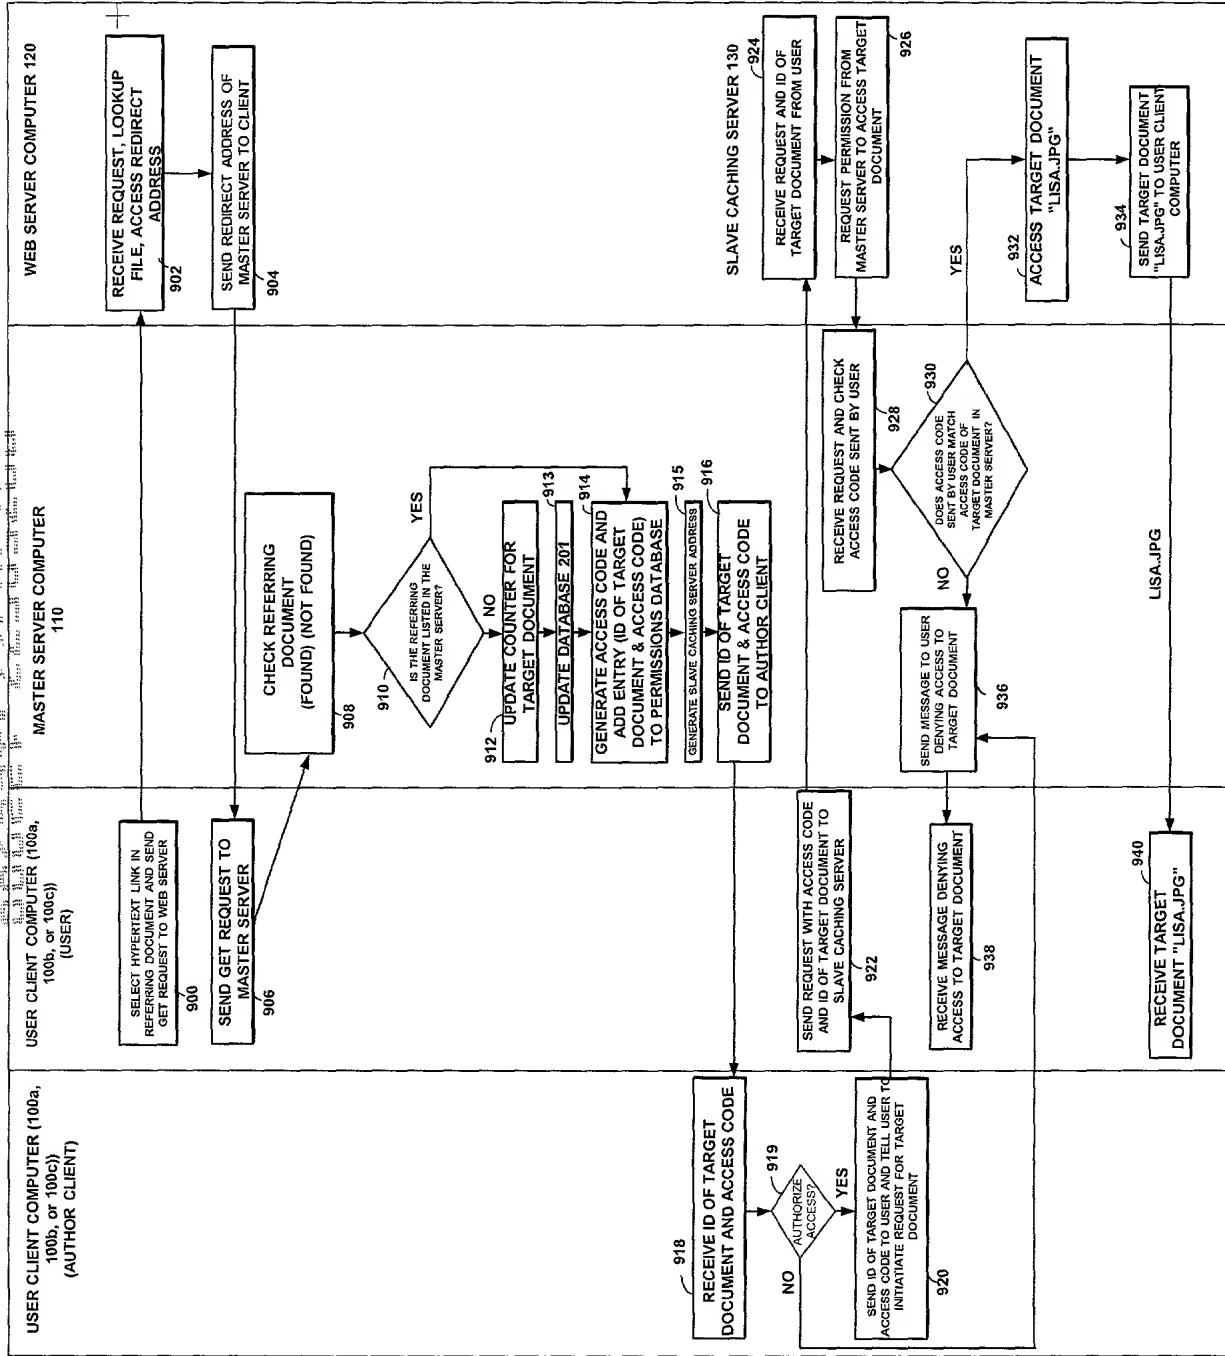 USER CLIENT COMPUTER (100a,
100b, or 100c))
(AUTHOR CLIENT)
USER CLIENT COMPUTER (100a,
100b, or 100c))
(USER)
MASTER SERVER COMPUTER
110
WEB SERVER COMPUTER 120
SELECT HYPERTEXT LINK IN
REFERRING DOCUMENT AND SEND
GET REQUEST TO WEB SERVER
900
RECEIVE REQUEST, LOOKUP
FILE, ACCESS REDIRECT
ADDRESS
902
SEND REDIRECT ADDRESS OF
MASTER SERVER TO CLIENT
904
SEND GET REQUEST TO
MASTER SERVER
906
CHECK REFERRING
DOCUMENT
(FOUND) (NOT FOUND)
908
IS THE REFERRING
DOCUMENT LISTED IN THE
MASTER SERVER?
910
YES
NO
UPDATE COUNTER FOR
TARGET DOCUMENT
912
UPDATE DATABASE 201
913
GENERATE ACCESS CODE AND
ADD ENTRY (ID OF TARGET
DOCUMENT & ACCESS CODE)
TO PERMISSIONS DATABASE
914
GENERATE SLAVE CACHING SERVER ADDRESS
915
SEND ID OF TARGET
DOCUMENT & ACCESS CODE
TO AUTHOR CLIENT
916
RECEIVE ID OF TARGET
DOCUMENT AND ACCESS CODE
918
AUTHORIZE
ACCESS?
919
NO
YES
SEND ID OF TARGET DOCUMENT AND
ACCESS CODE TO USER AND TELL USER TO
INITIATIATE REQUEST FOR TARGET
DOCUMENT
920
SEND REQUEST WITH ACCESS CODE
AND ID OF TARGET DOCUMENT TO
SLAVE CACHING SERVER
922
SLAVE CACHING SERVER 130
RECEIVE REQUEST AND ID OF
TARGET DOCUMENT FROM USER
924
REQUEST PERMISSION FROM
MASTER SERVER TO ACCESS TARGET
DOCUMENT
926
RECEIVE REQUEST AND CHECK
ACCESS CODE SENT BY USER
928
DOES ACCESS CODE
SENT BY USER MATCH
ACCESS CODE OF
TARGET DOCUMENT IN
MASTER SERVER?
930
YES
NO
ACCESS TARGET DOCUMENT
"LISA.JPG"
932
SEND TARGET DOCUMENT
"LISA.JPG" TO USER CLIENT
COMPUTER
934
SEND MESSAGE TO USER
DENYING ACCESS TO
TARGET DOCUMENT
936
RECEIVE MESSAGE DENYING
ACCESS TO TARGET DOCUMENT
938
LISA.JPG
RECEIVE TARGET
DOCUMENT "LISA.JPG"
940